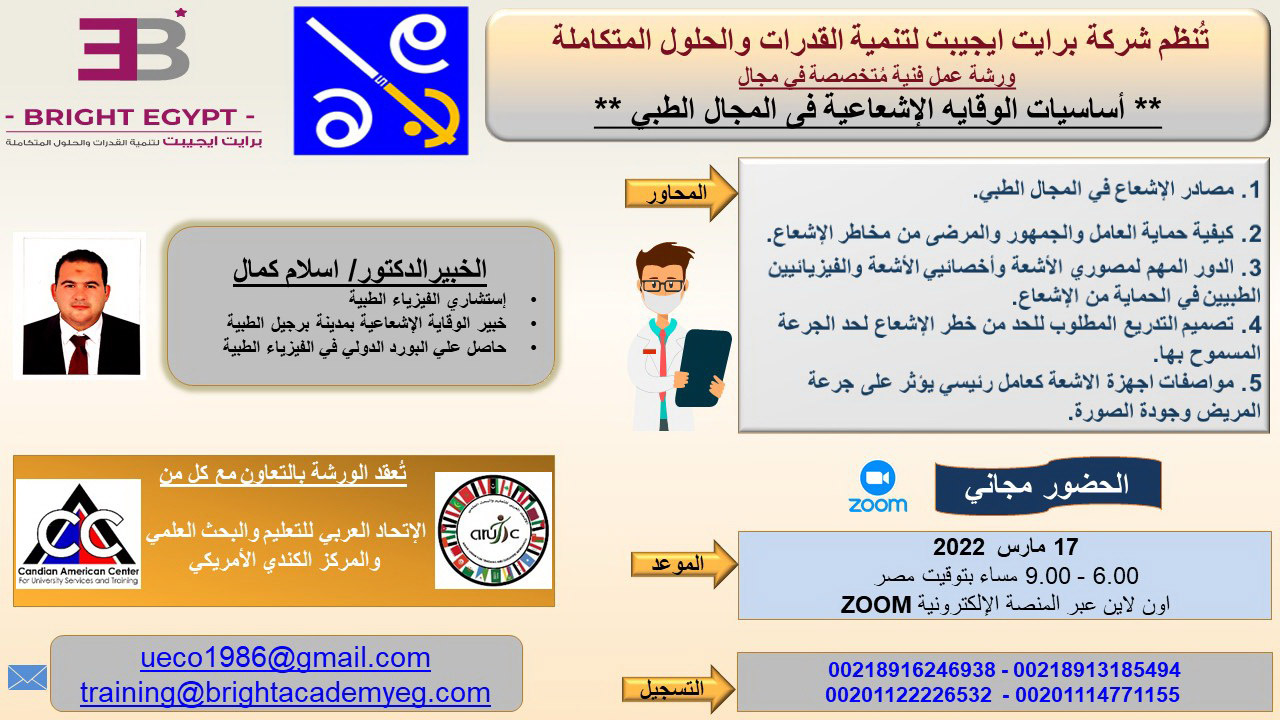 تُنظم شركة برايت ايجيبت لتنمية القدرات والحلول المتكاملة
ورشة عمل فنية مُتخصصة في مجال
** أساسيات الوقايه الإشعاعية فى المجال الطبي **
3B
- BRIGHT EGYPT -
برايت ايجيبت لتنمية القدرات والحلول المتكاملة
المحاور
1. مصادر الإشعاع في المجال الطبي.
2. كيفية حماية العامل والجمهور والمرضى من مخاطر الإشعاع.
3. الدور المهم لمصوري الأشعة وأخصائيي الأشعة والفيزيائيين
الطبيين في الحماية من الإشعاع.
4. تصميم التدريع المطلوب للحد من خطر الإشعاع لحد الجرعة
المسموح بها.
5. مواصفات اجهزة الاشعة كعامل رئيسي يؤثر على جرعة
المريض وجودة الصورة.
الخبيرالدكتور/ اسلام كمال
• إستشاري الفيزياء الطبية
• خبير الوقاية الإشعاعية بمدينة برجيل الطبية
• حاصل علي البورد الدولي في الفيزياء الطبية
الحضور مجاني
zoom
تُعقد الورشة بالتعاون مع كل من
الإتحاد العربي للتعليم والبحث العلمي
والمركز الكندي الأمريكي
CC
Candian American Center
For University Services and Training
الموعد
17 مارس 2022
6.00 - 9.00 مساء بتوقيت مصر
اون لاين عبر المنصة الإلكترونية ZOOM
التسجيل
00218916246938 - 00218913185494
00201122226532 - 00201114771155
ueco1986@gmail.com
training@brightacademyeg.com